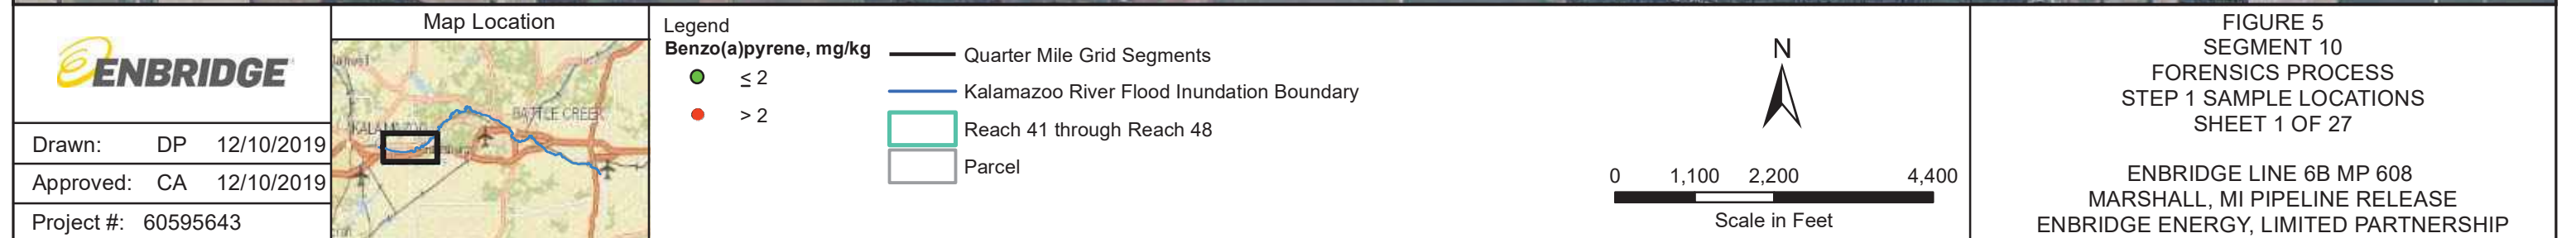 ENBRIDGE
Drawn: DP 12/10/2019
Approved: CA 12/10/2019
Project #: 60595643
Map Location
KALAMAZOO
BATTLE CREEK
Legend
Benzo(a)pyrene, mg/kg
≤ 2
> 2
Quarter Mile Grid Segments
Kalamazoo River Flood Inundation Boundary
Reach 41 through Reach 48
Parcel
N
0 1,100 2,200 4,400
Scale in Feet
FIGURE 5
SEGMENT 10
FORENSICS PROCESS
STEP 1 SAMPLE LOCATIONS
SHEET 1 OF 27
ENBRIDGE LINE 6B MP 608
MARSHALL, MI PIPELINE RELEASE
ENBRIDGE ENERGY, LIMITED PARTNERSHIP